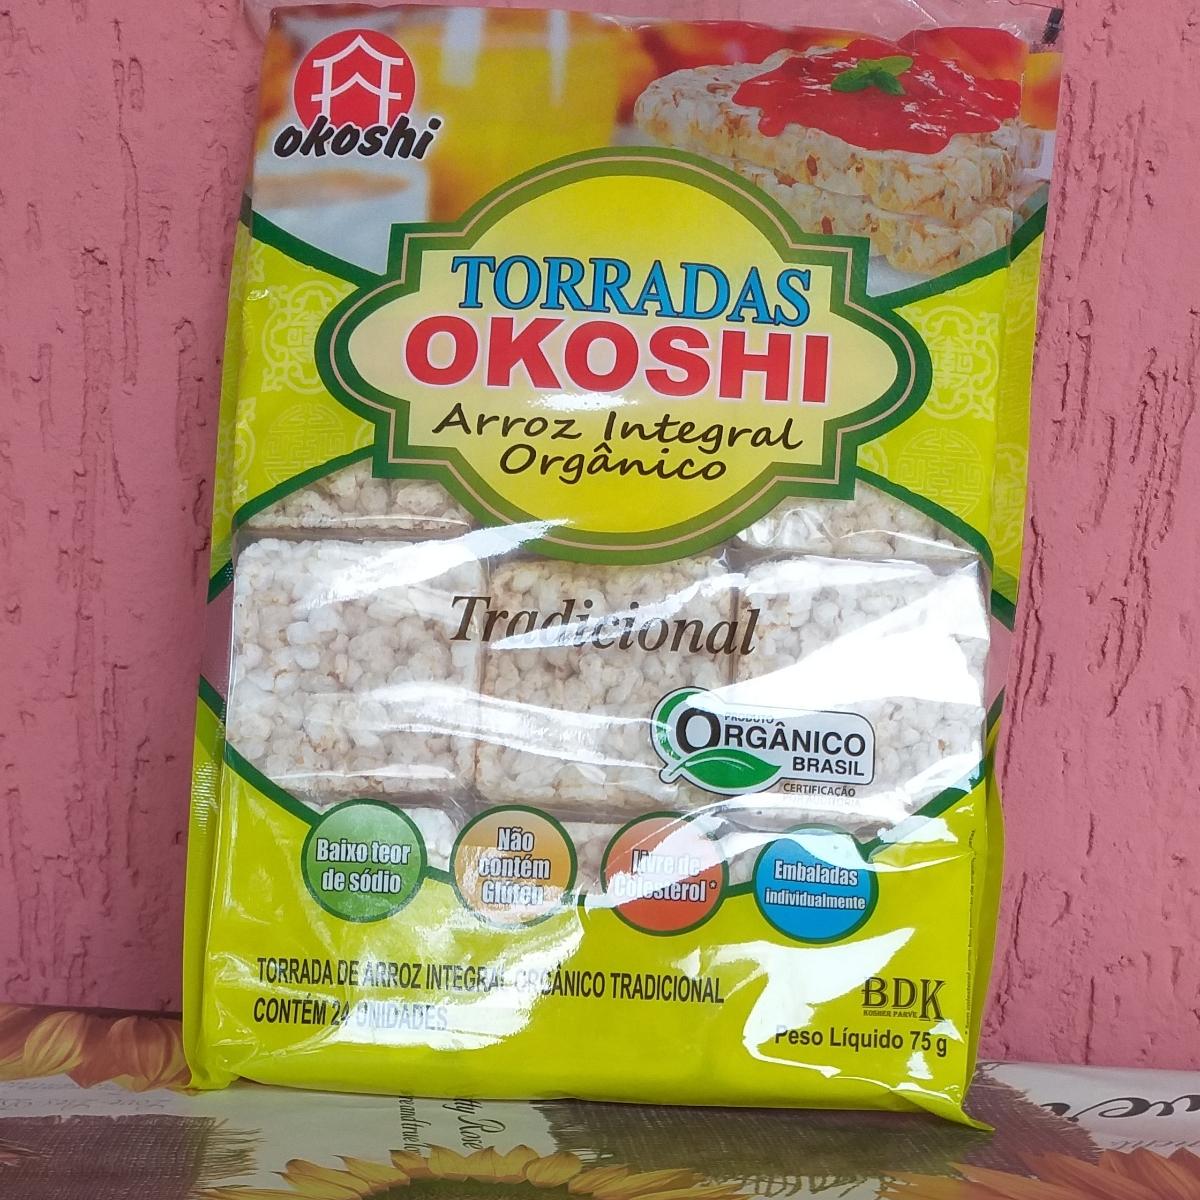 okoshi
TORRADAS
OKOSHI
Arroz Integral
Orgânico
Tradicional
PRODUTO
ORGÂNICO
BRASIL
CERTIFICAÇÃO
POR AUDITORIA
Baixo teor
de sódio
Não
contém
Glúten
Livre de
Colesterol*
Embaladas
individualmente
TORRADA DE ARROZ INTEGRAL ORGÂNICO TRADICIONAL
CONTÉM 24 UNIDADES
BDK
KOSHER PARVE
Peso Líquido 75 g